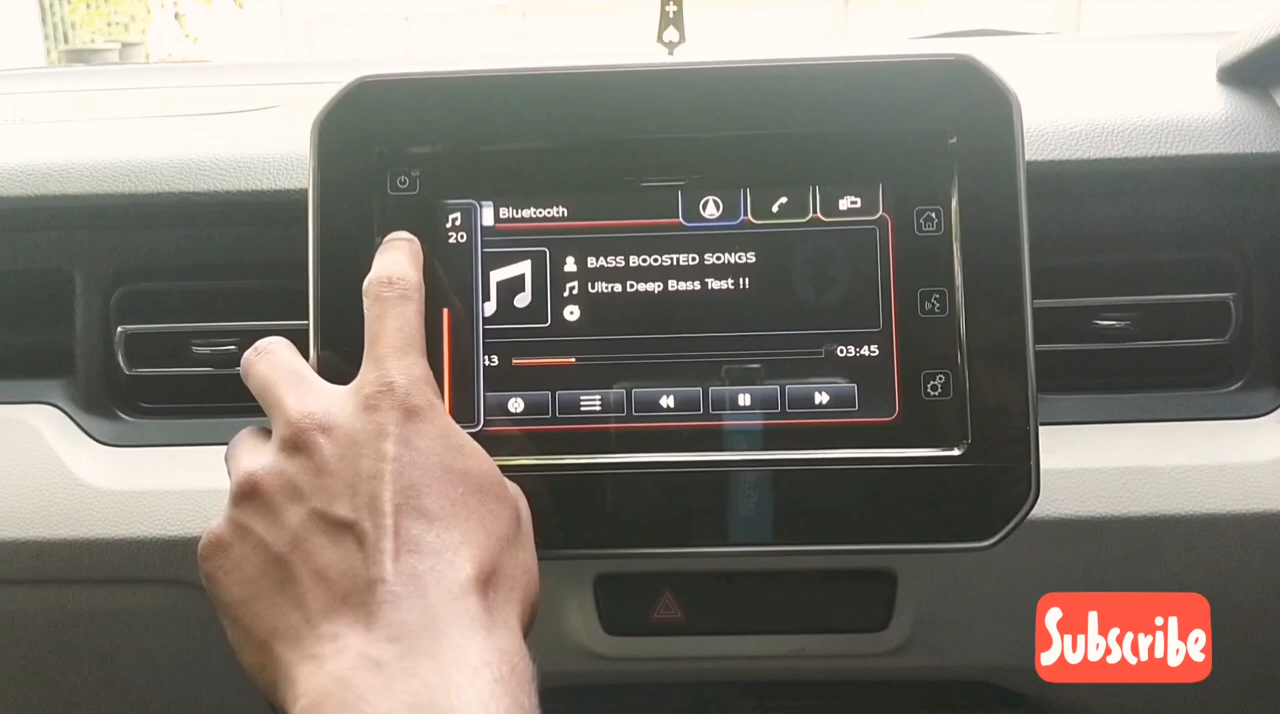 Bluetooth
20
BASS BOOSTED SONGS
Ultra Deep Bass Test !!
43
03:45
Subscribe